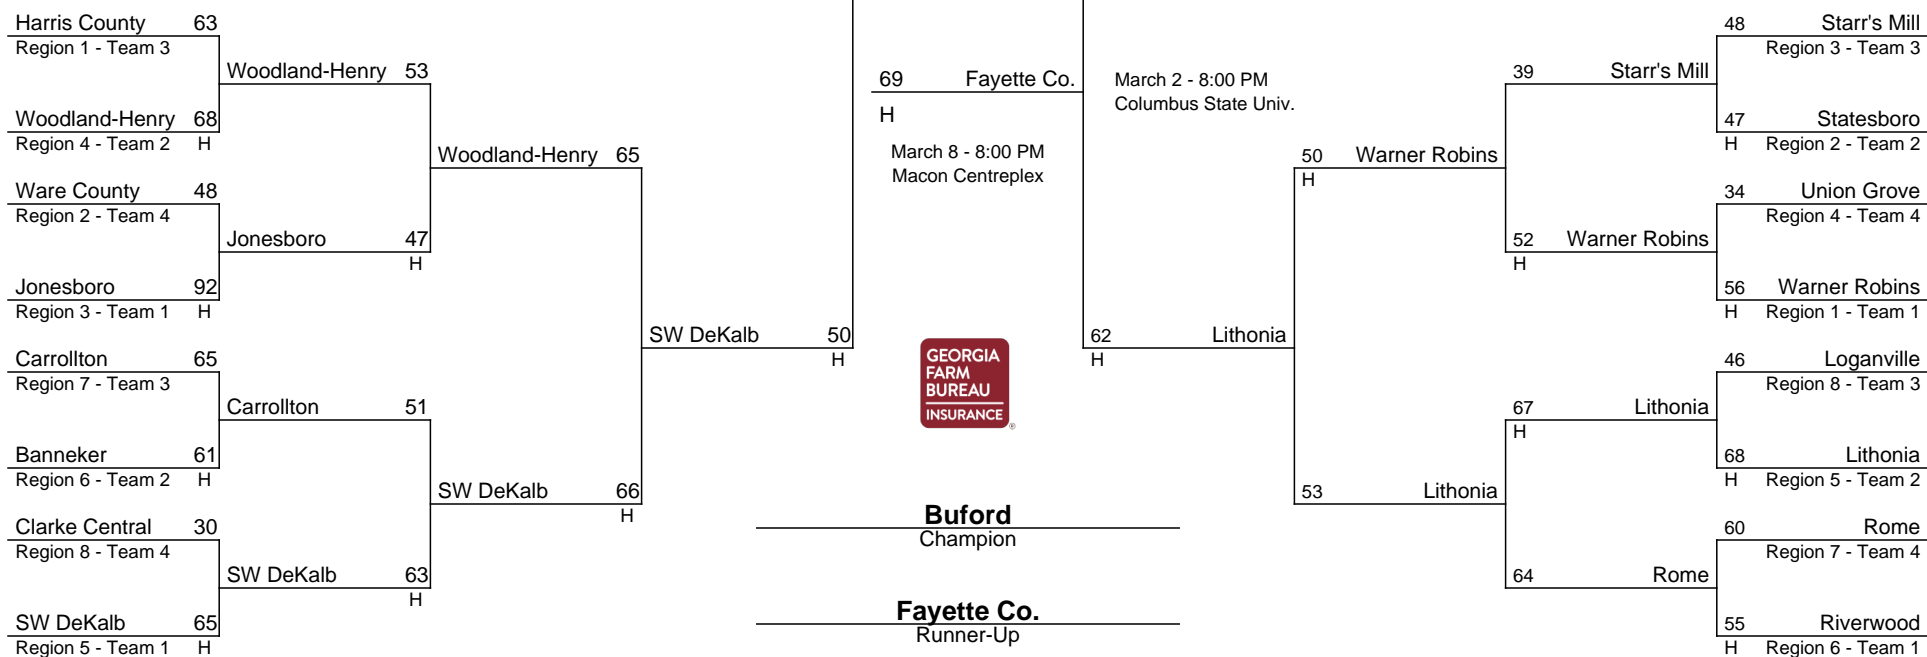 Harris County 63
Region 1 - Team 3
Woodland-Henry 53
Woodland-Henry 68
Region 4 - Team 2 H
Woodland-Henry 65
Ware County 48
Region 2 - Team 4
Jonesboro 47
H
Jonesboro 92
Region 3 - Team 1 H
SW DeKalb 50
H
Carrollton 65
Region 7 - Team 3
Carrollton 51
Banneker 61
Region 6 - Team 2 H
SW DeKalb 66
H
Clarke Central 30
Region 8 - Team 4
SW DeKalb 63
H
SW DeKalb 65
Region 5 - Team 1 H
69 Fayette Co.
H
March 8 - 8:00 PM
Macon Centreplex
March 2 - 8:00 PM
Columbus State Univ.
GEORGIA
FARM
BUREAU
INSURANCE
®
Buford
Champion
Fayette Co.
Runner-Up
48 Starr's Mill
Region 3 - Team 3
39 Starr's Mill
47 Statesboro
H Region 2 - Team 2
50 Warner Robins
H
34 Union Grove
Region 4 - Team 4
52 Warner Robins
H
56 Warner Robins
H Region 1 - Team 1
62 Lithonia
H
46 Loganville
Region 8 - Team 3
67 Lithonia
H
68 Lithonia
H Region 5 - Team 2
53 Lithonia
60 Rome
Region 7 - Team 4
64 Rome
55 Riverwood
H Region 6 - Team 1